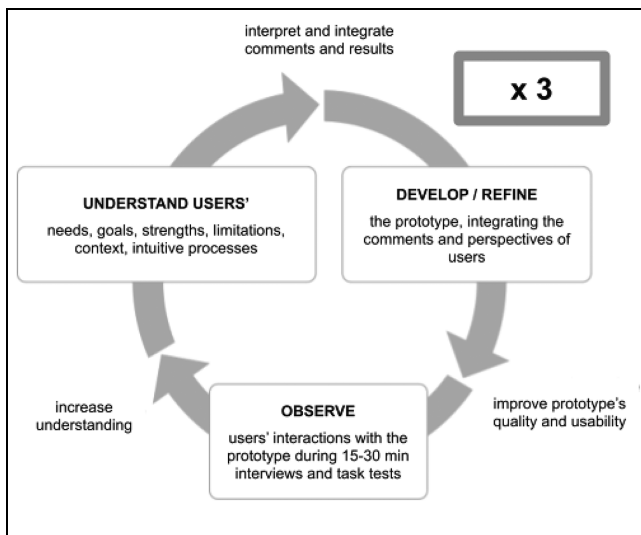 interpret and integrate
comments and results
x 3
UNDERSTAND USERS’
needs, goals, strengths, limitations,
context, intuitive processes
DEVELOP / REFINE
the prototype, integrating the
comments and perspectives of
users
increase
understanding
OBSERVE
users’ interactions with the
prototype during 15-30 min
interviews and task tests
improve prototype’s
quality and usability